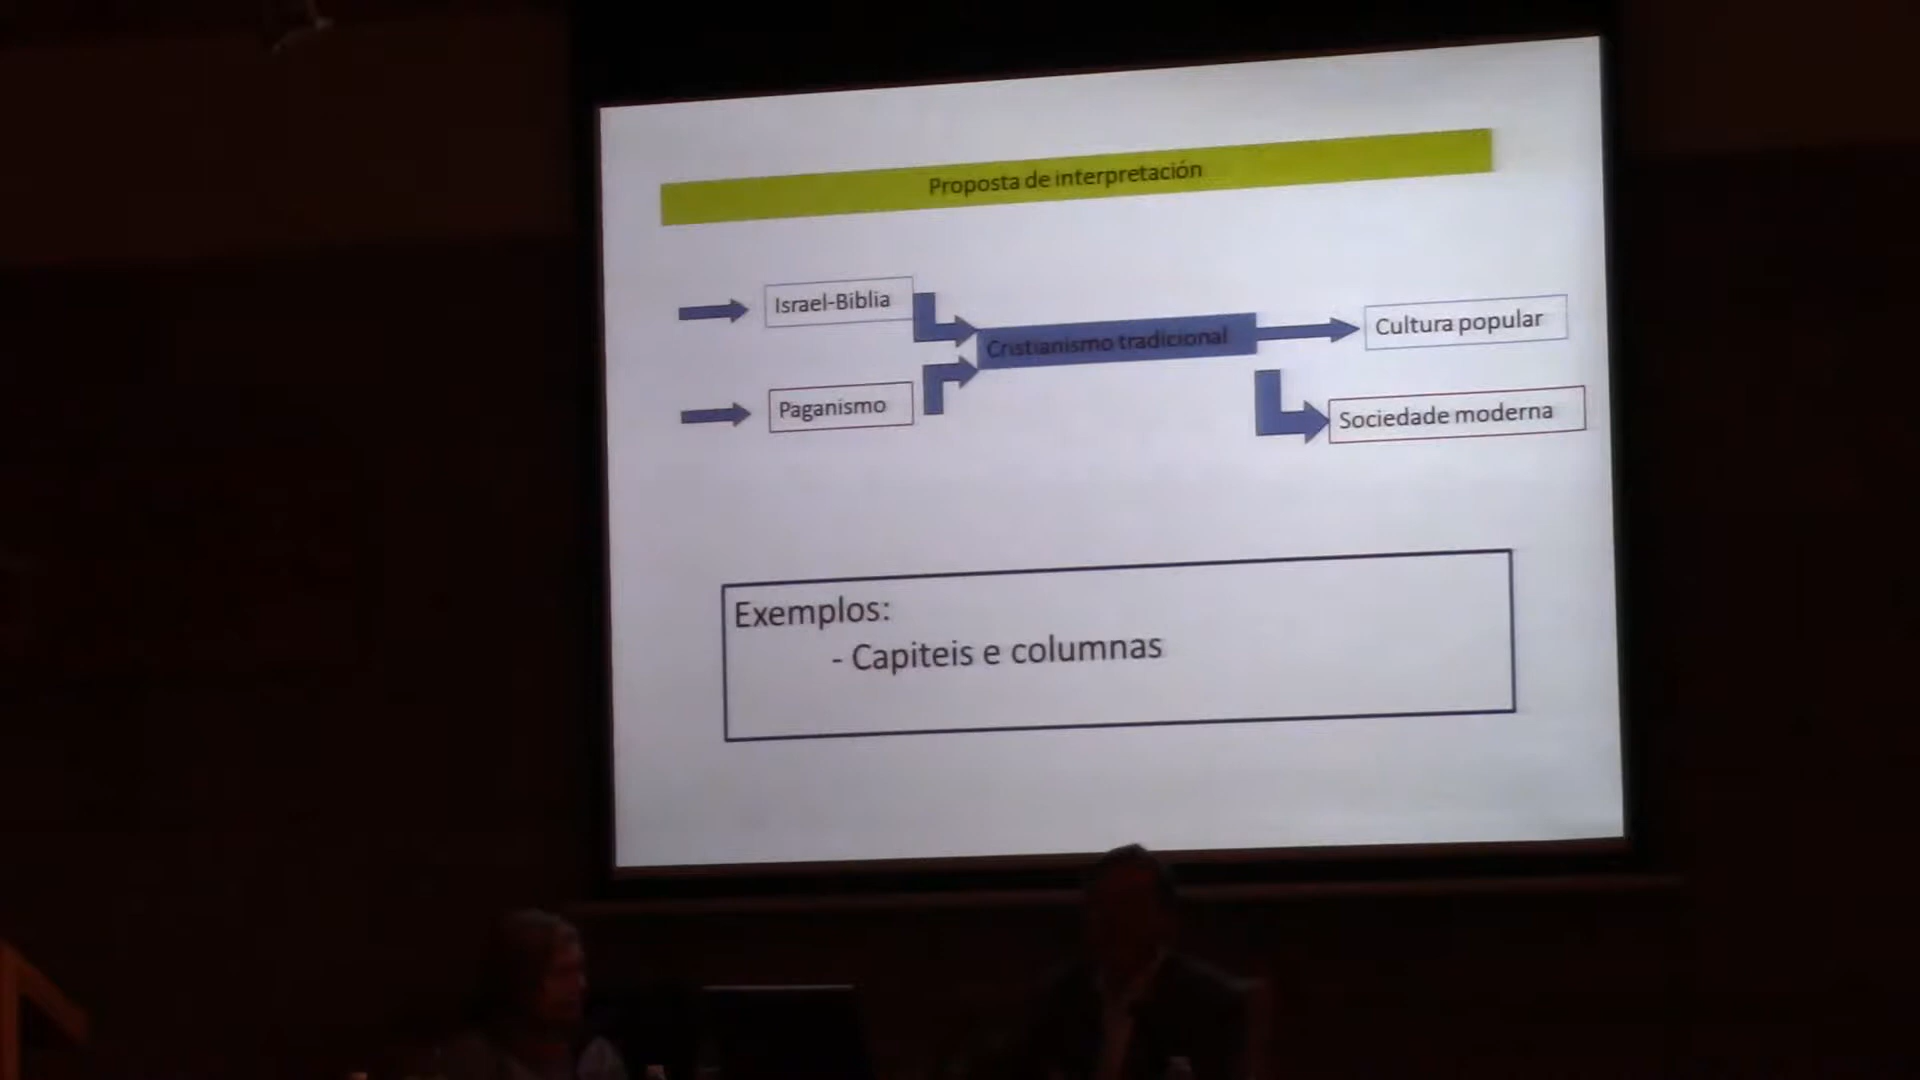 Proposta de interpretación
Israel-Biblia
Cristianismo tradicional
Cultura popular
Paganismo
Sociedade moderna
Exemplos:
- Capiteis e columnas